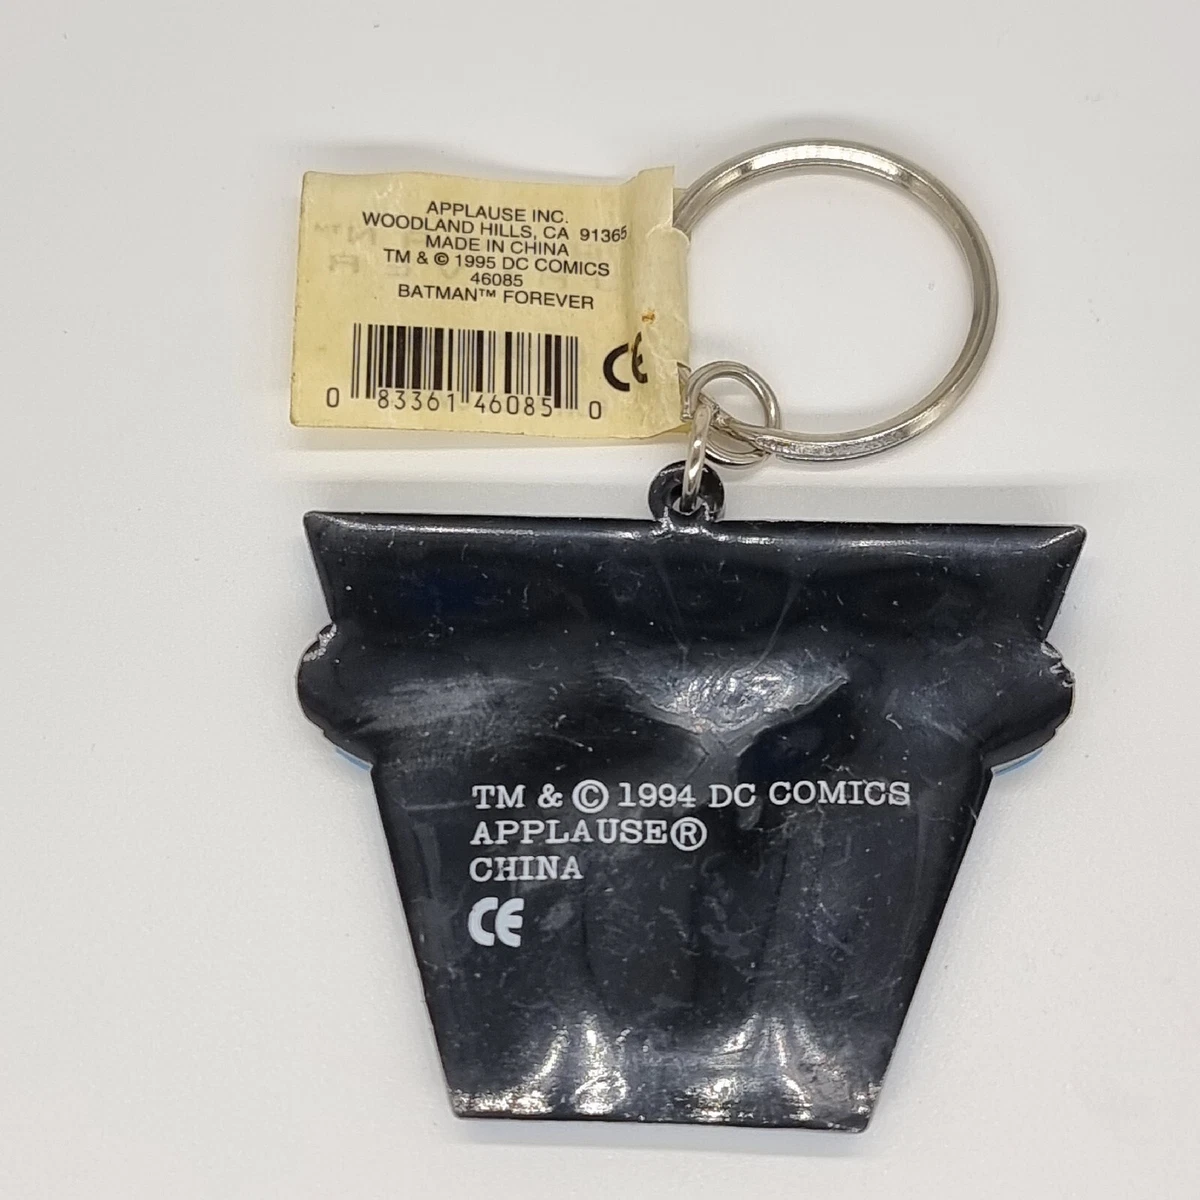 APPLAUSE INC.
WOODLAND HILLS, CA 91365
MADE IN CHINA
TM & © 1995 DC COMICS
46085
BATMAN™ FOREVER
0 83361 46085 0
CE
TM & © 1994 DC COMICS
APPLAUSE®
CHINA
CE